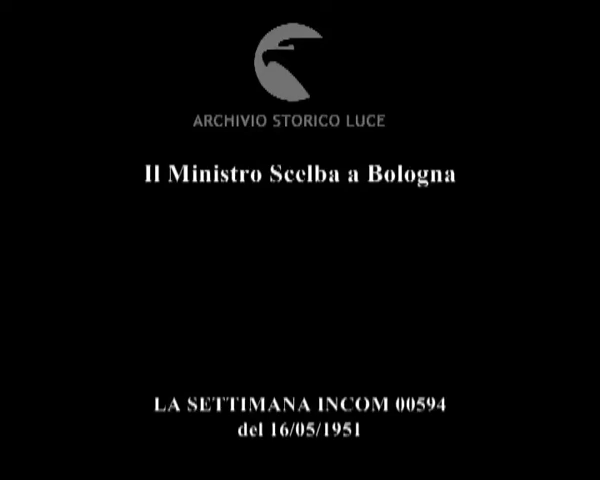 ARCHIVIO STORICO LUCE
Il Ministro Scelba a Bologna
LA SETTIMANA INCOM 00594
del 16/05/1951